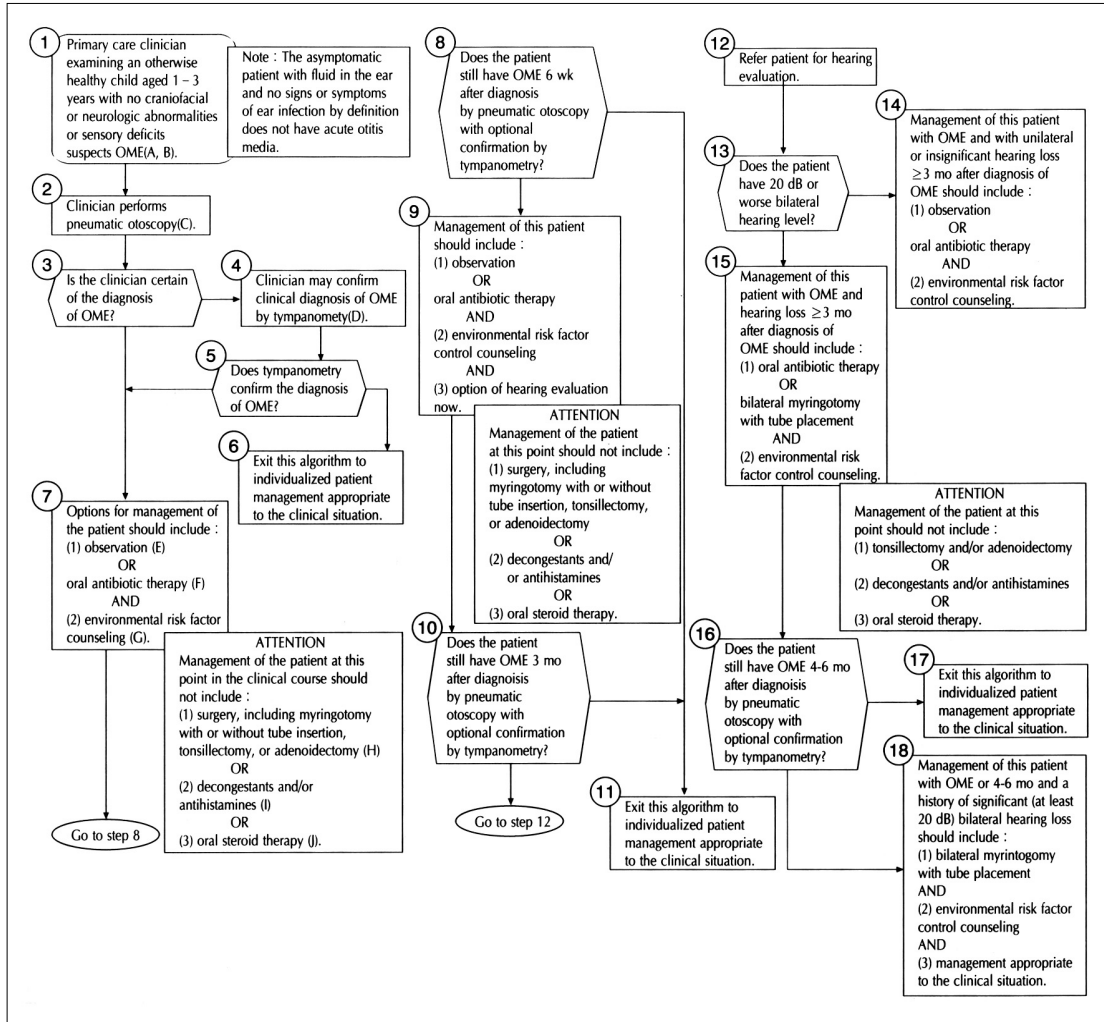 1
Primary care clinician
examining an otherwise
healthy child aged 1 – 3
years with no craniofacial
or neurologic abnormalities
or sensory deficits
suspects OME(A, B).
Note : The asymptomatic
patient with fluid in the ear
and no signs or symptoms
of ear infection by definition
does not have acute otitis
media.
2
Clinician performs
pneumatic otoscopy(C).
3
Is the clinician certain
of the diagnosis
of OME?
4
Clinician may confirm
clinical diagnosis of OME
by tympanomety(D).
5
Does tympanometry
confirm the diagnosis
of OME?
6
Exit this algorithm to
individualized patient
management appropriate
to the clinical situation.
7
Options for management of
the patient should include :
(1) observation (E)
OR
oral antibiotic therapy (F)
AND
(2) environmental risk factor
counseling (G).
ATTENTION
Management of the patient at this
point in the clinical course should
not include :
(1) surgery, including myringotomy
with or without tube insertion,
tonsillectomy, or adenoidectomy (H)
OR
(2) decongestants and/or
antihistamines (I)
OR
(3) oral steroid therapy (J).
Go to step 8
8
Does the patient
still have OME 6 wk
after diagnosis
by pneumatic otoscopy
with optional
confirmation by
tympanometry?
9
Management of this patient
should include :
(1) observation
OR
oral antibiotic therapy
AND
(2) environmental risk factor
control counseling
AND
(3) option of hearing evaluation
now.
ATTENTION
Management of the patient
at this point should not include :
(1) surgery, including
myringotomy with or without
tube insertion, tonsillectomy,
or adenoidectomy
OR
(2) decongestants and/
or antihistamines
OR
(3) oral steroid therapy.
10
Does the patient
still have OME 3 mo
after diagnoisis
by pneumatic
otoscopy with
optional confirmation
by tympanometry?
Go to step 12
11
Exit this algorithm to
individualized patient
management appropriate
to the clinical situation.
12
Refer patient for hearing
evaluation.
13
Does the patient
have 20 dB or
worse bilateral
hearing level?
14
Management of this patient
with OME and with unilateral
or insignificant hearing loss
≥3 mo after diagnosis of
OME should include :
(1) observation
OR
oral antibiotic therapy
AND
(2) environmental risk factor
control counseling.
15
Management of this
patient with OME and
hearing loss ≥3 mo
after diagnosis of
OME should include :
(1) oral antibiotic therapy
OR
bilateral myringotomy
with tube placement
AND
(2) environmental risk
factor control counseling.
ATTENTION
Management of the patient at this
point should not include :
(1) tonsillectomy and/or adenoidectomy
OR
(2) decongestants and/or antihistamines
OR
(3) oral steroid therapy.
16
Does the patient
still have OME 4-6 mo
after diagnoisis
by pneumatic
otoscopy with
optional confirmation
by tympanometry?
17
Exit this algorithm to
individualized patient
management appropriate
to the clinical situation.
18
Management of this patient
with OME or 4-6 mo and a
history of significant (at least
20 dB) bilateral hearing loss
should include :
(1) bilateral myrintogomy
with tube placement
AND
(2) environmental risk factor
control counseling
AND
(3) management appropriate
to the clinical situation.